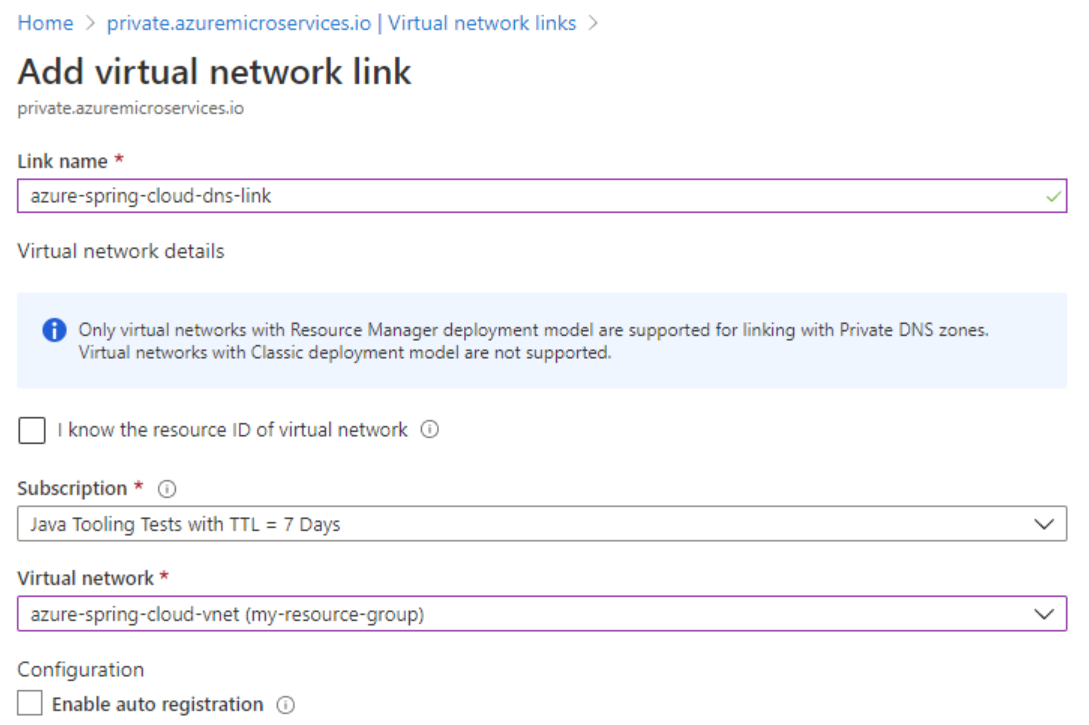 Home > private.azuremicroservices.io | Virtual network links >
Add virtual network link
private.azuremicroservices.io
Link name *
azure-spring-cloud-dns-link
Virtual network details
Only virtual networks with Resource Manager deployment model are supported for linking with Private DNS zones.
Virtual networks with Classic deployment model are not supported.
I know the resource ID of virtual network
Subscription *
Java Tooling Tests with TTL = 7 Days
Virtual network *
azure-spring-cloud-vnet (my-resource-group)
Configuration
Enable auto registration